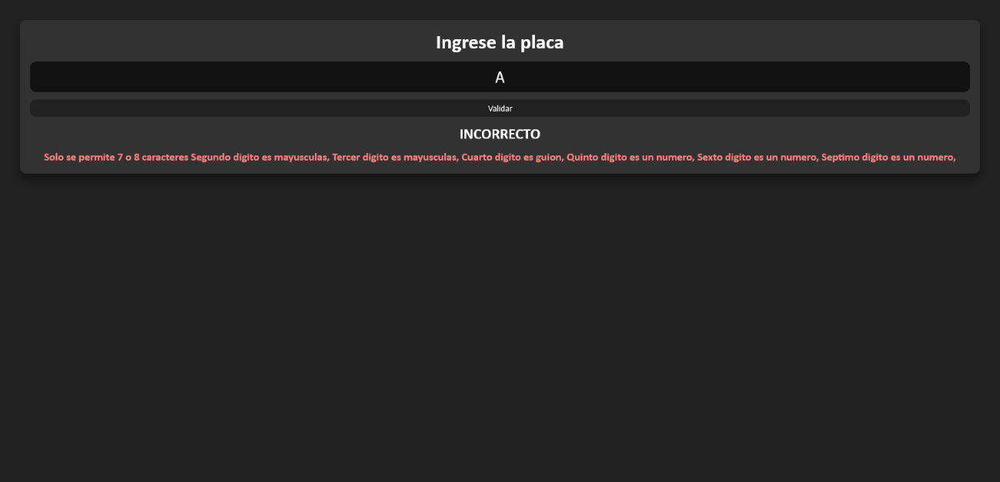 Ingrese la placa
A
Validar
INCORRECTO
Solo se permite 7 o 8 caracteres Segundo digito es mayusculas, Tercer digito es mayusculas, Cuarto digito es guion, Quinto digito es un numero, Sexto digito es un numero, Septimo digito es un numero,